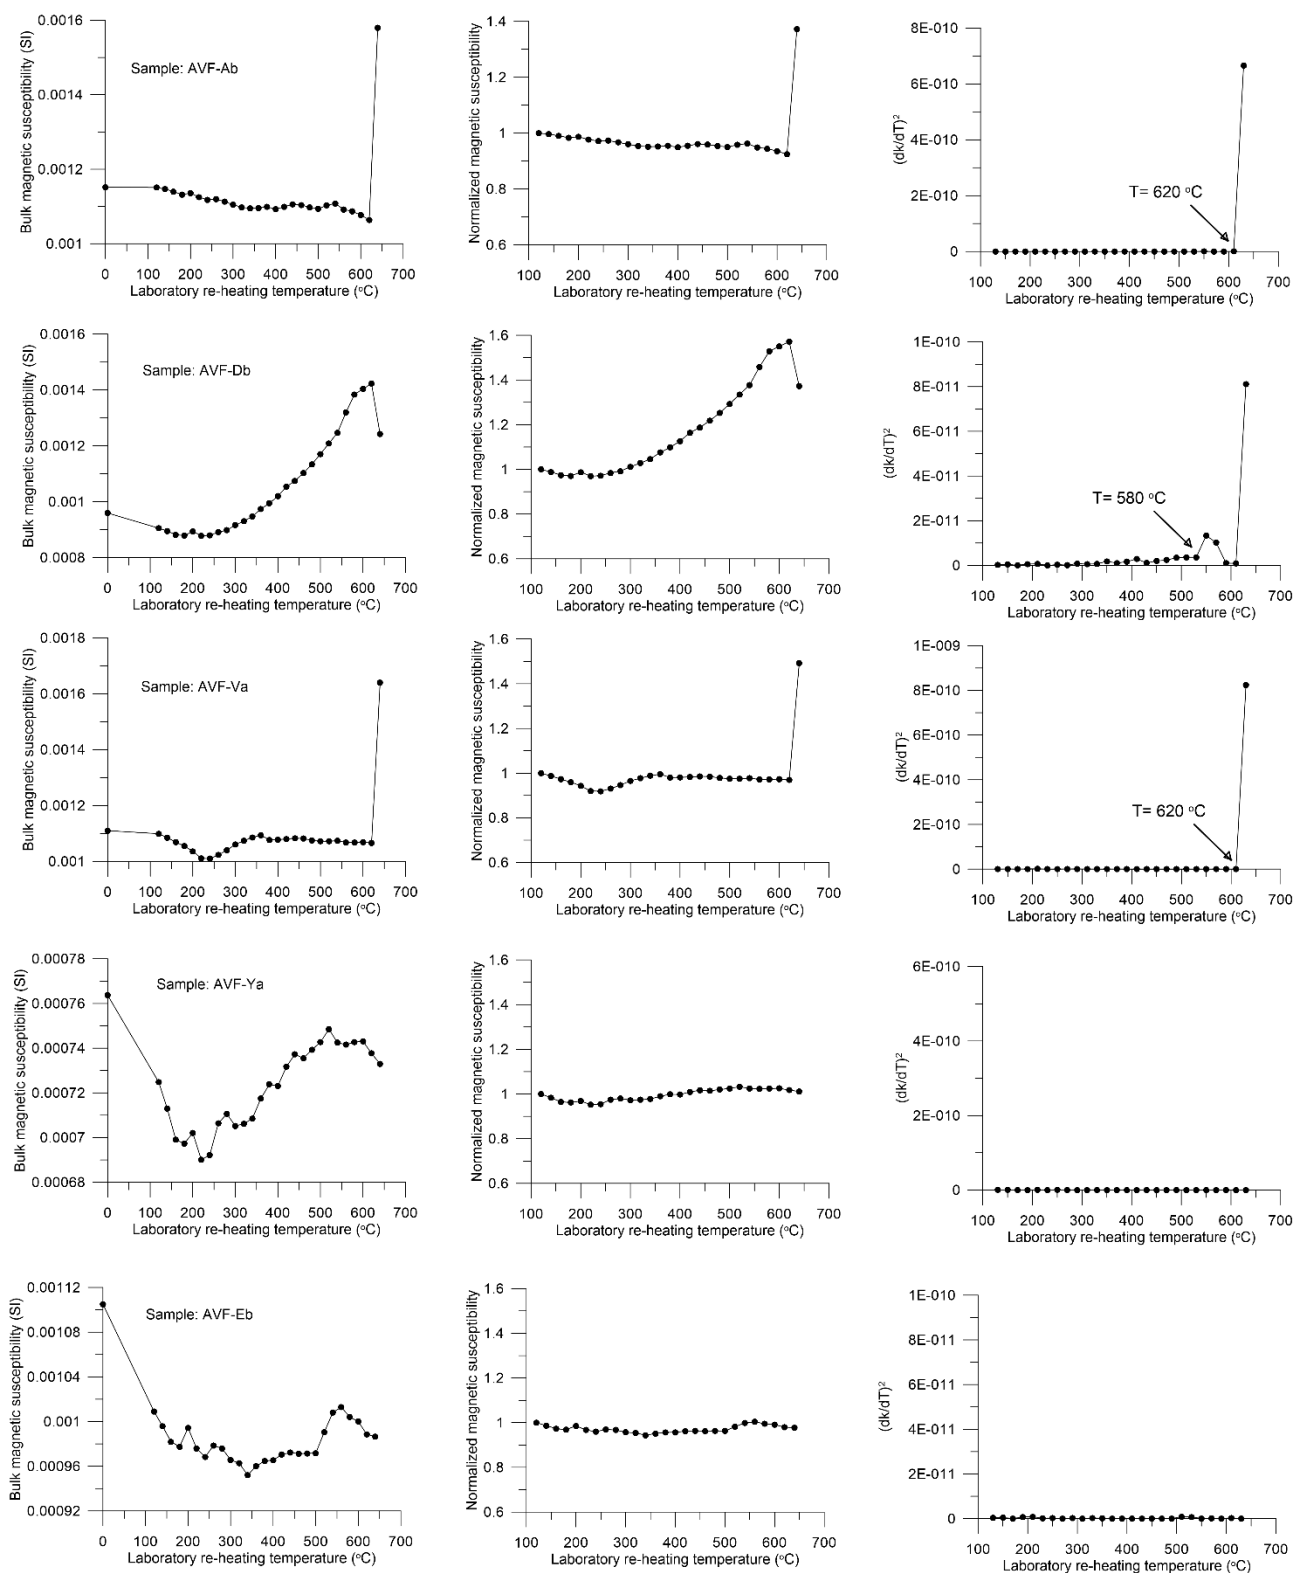 Bulk magnetic susceptibility (SI)
0.0016
0.0014
0.0012
0.001
Sample: AVF-Ab
0 100 200 300 400 500 600 700
Laboratory re-heating temperature (°C)
Normalized magnetic susceptibility
1.4
1.2
1
0.8
0.6
100 200 300 400 500 600 700
Laboratory re-heating temperature (°C)
(dk/dT)²
8E-010
6E-010
4E-010
2E-010
0
T= 620 °C
100 200 300 400 500 600 700
Laboratory re-heating temperature (°C)
Bulk magnetic susceptibility (SI)
0.0016
0.0014
0.0012
0.001
0.0008
Sample: AVF-Db
0 100 200 300 400 500 600 700
Laboratory re-heating temperature (°C)
Normalized magnetic susceptibility
1.6
1.4
1.2
1
0.8
0.6
100 200 300 400 500 600 700
Laboratory re-heating temperature (°C)
(dk/dT)²
1E-010
8E-011
6E-011
4E-011
2E-011
0
T= 580 °C
100 200 300 400 500 600 700
Laboratory re-heating temperature (°C)
Bulk magnetic susceptibility (SI)
0.0018
0.0016
0.0014
0.0012
0.001
Sample: AVF-Va
0 100 200 300 400 500 600 700
Laboratory re-heating temperature (°C)
Normalized magnetic susceptibility
1.6
1.4
1.2
1
0.8
0.6
100 200 300 400 500 600 700
Laboratory re-heating temperature (°C)
(dk/dT)²
1E-009
8E-010
6E-010
4E-010
2E-010
0
T= 620 °C
100 200 300 400 500 600 700
Laboratory re-heating temperature (°C)
Bulk magnetic susceptibility (SI)
0.00078
0.00076
0.00074
0.00072
0.0007
0.00068
Sample: AVF-Ya
0 100 200 300 400 500 600 700
Laboratory re-heating temperature (°C)
Normalized magnetic susceptibility
1.6
1.4
1.2
1
0.8
0.6
100 200 300 400 500 600 700
Laboratory re-heating temperature (°C)
(dk/dT)²
6E-010
4E-010
2E-010
0
100 200 300 400 500 600 700
Laboratory re-heating temperature (°C)
Bulk magnetic susceptibility (SI)
0.00112
0.00108
0.00104
0.001
0.00096
0.00092
Sample: AVF-Eb
0 100 200 300 400 500 600 700
Laboratory re-heating temperature (°C)
Normalized magnetic susceptibility
1.6
1.4
1.2
1
0.8
0.6
100 200 300 400 500 600 700
Laboratory re-heating temperature (°C)
(dk/dT)²
1E-010
8E-011
6E-011
4E-011
2E-011
0
100 200 300 400 500 600 700
Laboratory re-heating temperature (°C)